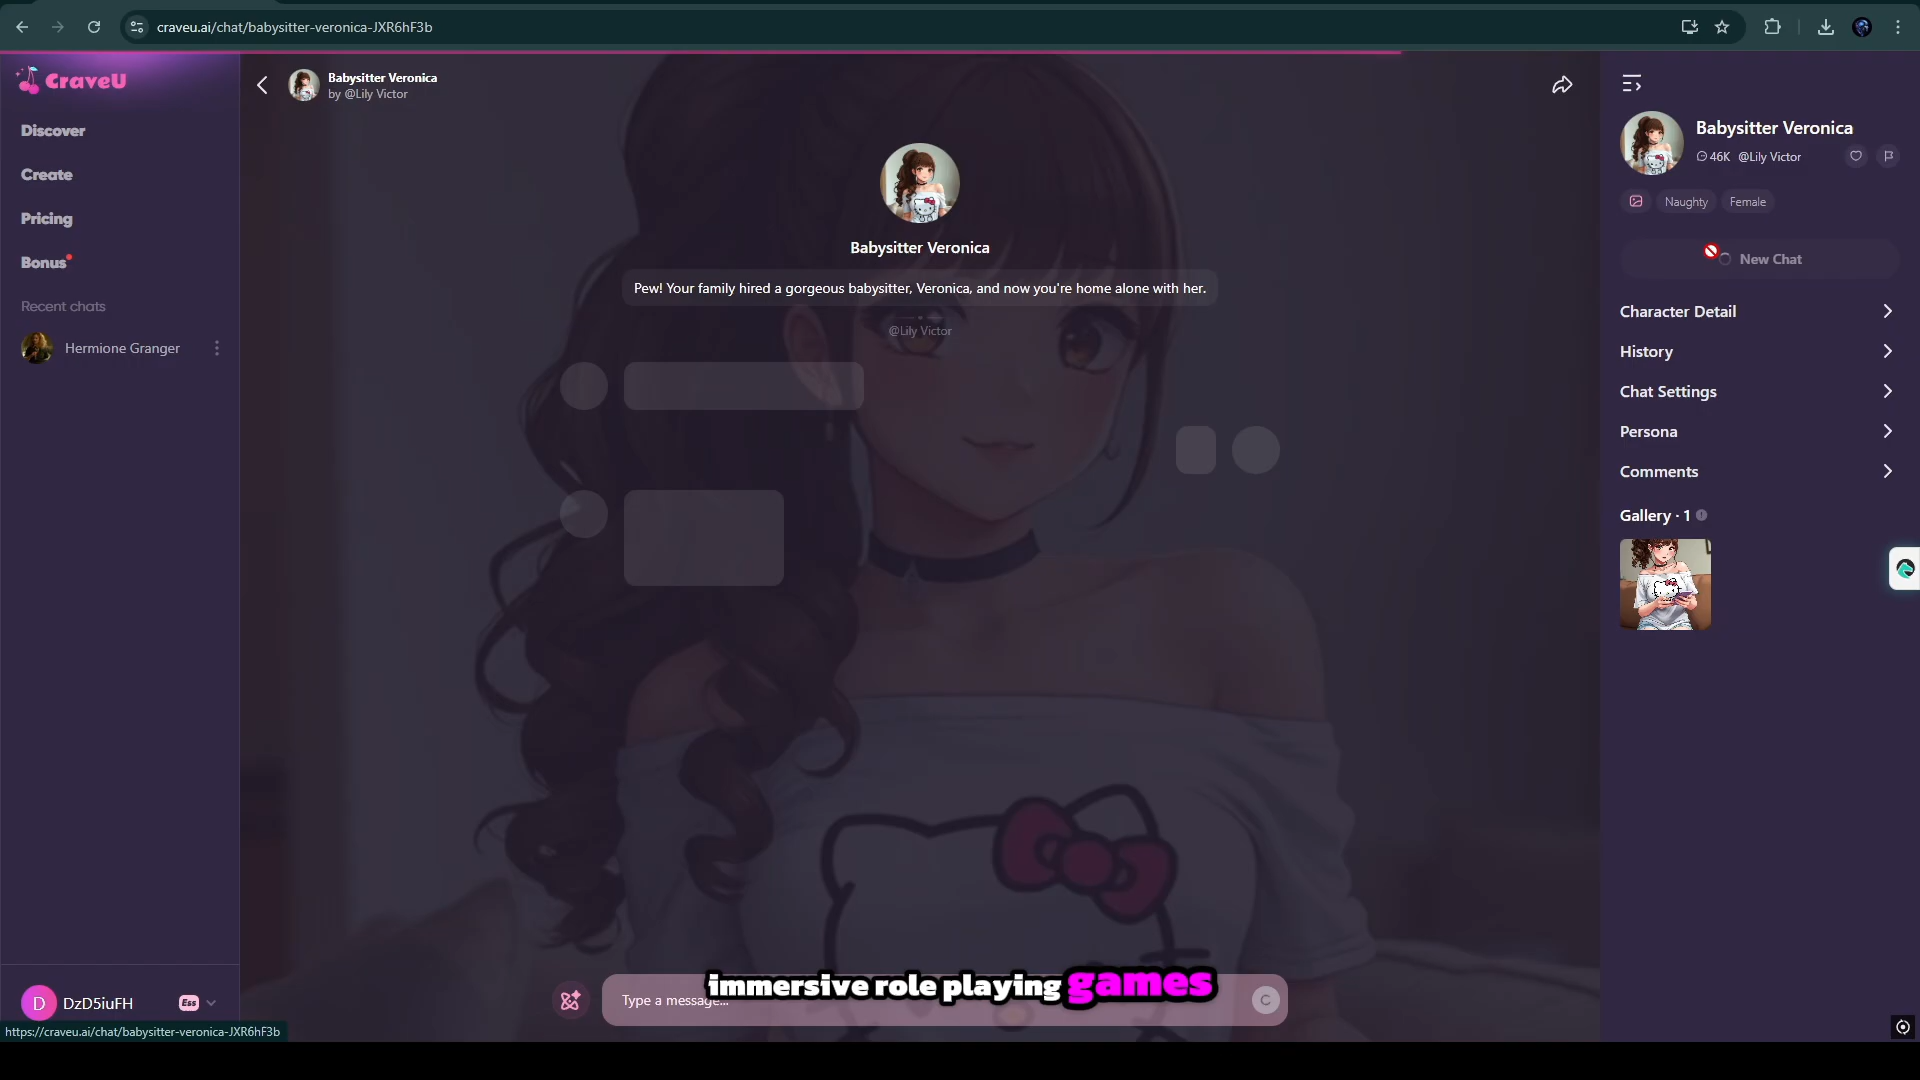 craveu.ai/chat/babysitter-veronica-JXR6hF3b
CraveU
Discover
Create
Pricing
Bonus
Recent chats
Hermione Granger
D DzD5iuFH Ess
https://craveu.ai/chat/babysitter-veronica-JXR6hF3b
Babysitter Veronica
by @Lily Victor
Babysitter Veronica
Pew! Your family hired a gorgeous babysitter, Veronica, and now you're home alone with her.
@Lily Victor
immersive role playing games
Type a message...
C
Babysitter Veronica
46K @Lily Victor
Naughty Female
New Chat
Character Detail
History
Chat Settings
Persona
Comments
Gallery · 1